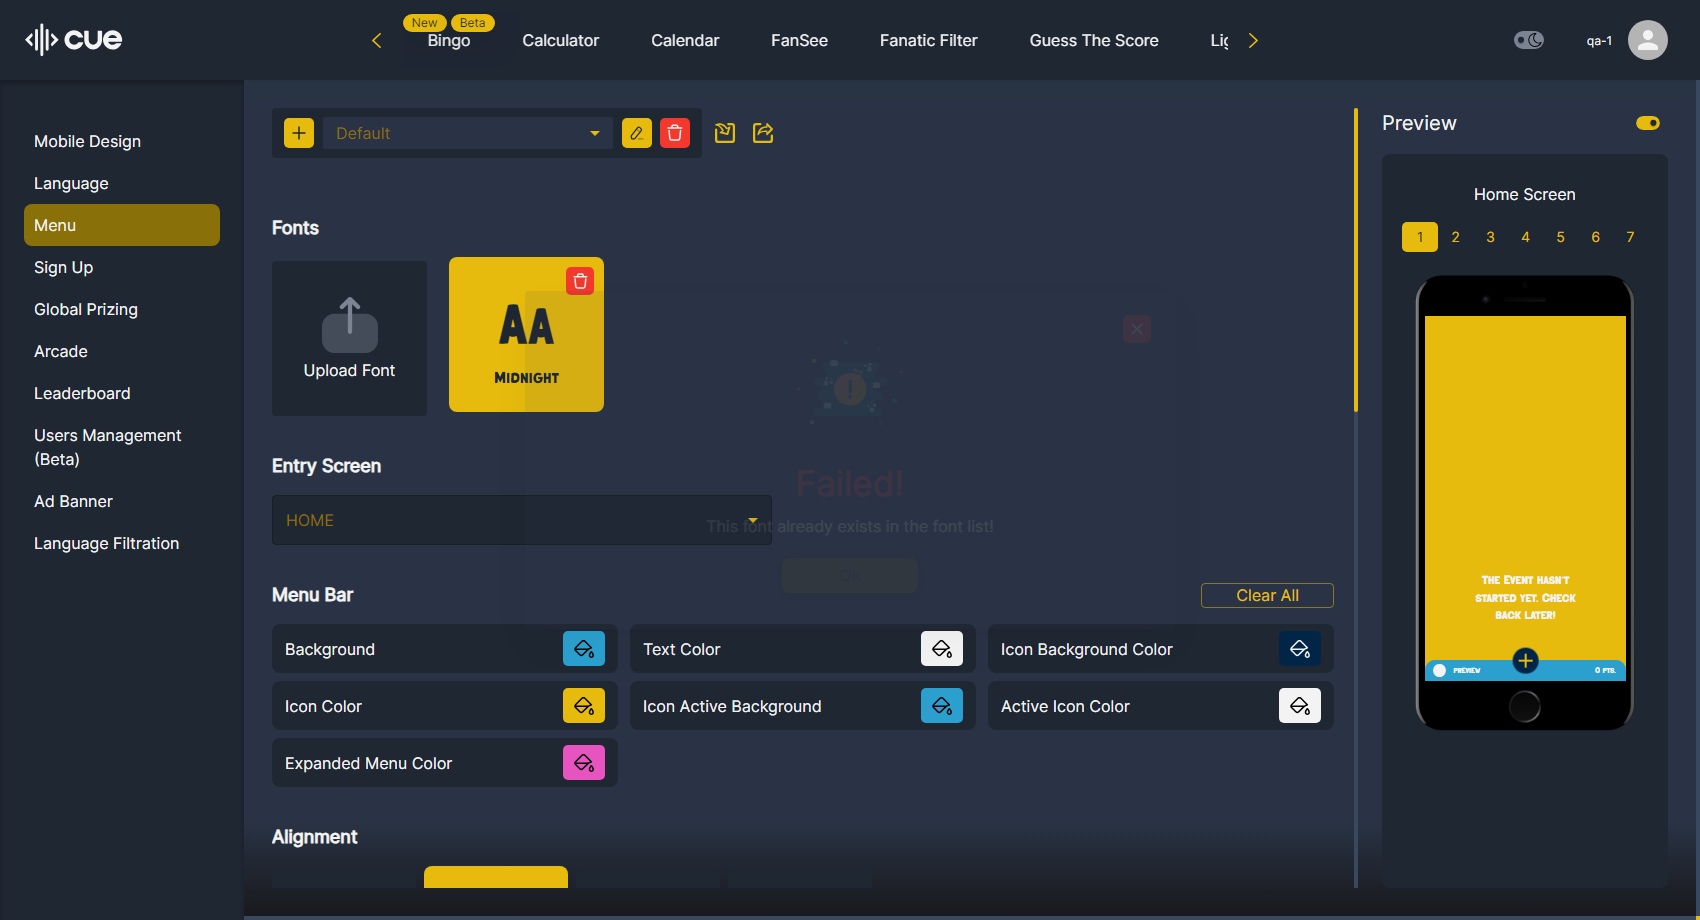 cue
New Beta
Bingo Calculator Calendar FanSee Fanatic Filter Guess The Score Lig
qa-1
Mobile Design
Language
Menu
Sign Up
Global Prizing
Arcade
Leaderboard
Users Management
(Beta)
Ad Banner
Language Filtration
Default
Fonts
Upload Font
AA
MIDNIGHT
Failed!
This font already exists in the font list!
Ok
Entry Screen
HOME
Menu Bar
Clear All
Background
Text Color
Icon Background Color
Icon Color
Icon Active Background
Active Icon Color
Expanded Menu Color
Alignment
Preview
Home Screen
1 2 3 4 5 6 7
THE EVENT HASN'T
STARTED YET. CHECK
BACK LATER!
PREVIEW
0 PTS.